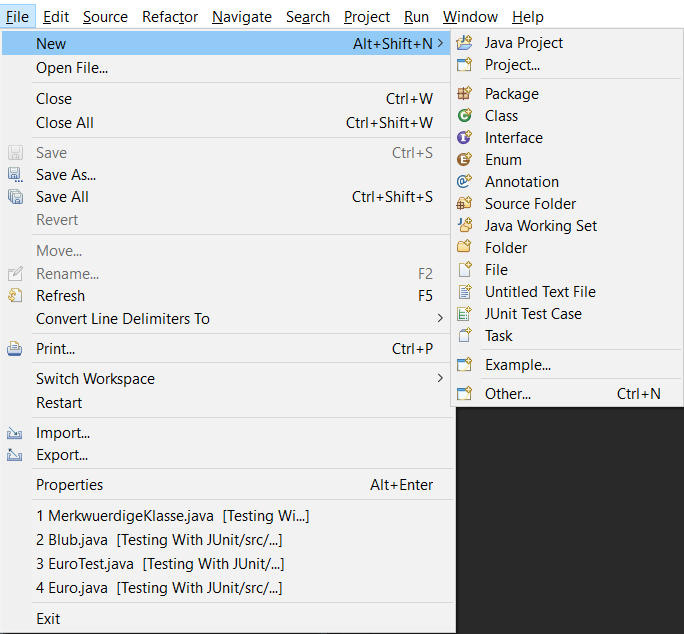 File Edit Source Refactor Navigate Search Project Run Window Help
New Alt+Shift+N
Open File...
Close Ctrl+W
Close All Ctrl+Shift+W
Save Ctrl+S
Save As...
Save All Ctrl+Shift+S
Revert
Move...
Rename... F2
Refresh F5
Convert Line Delimiters To
Print... Ctrl+P
Switch Workspace
Restart
Import...
Export...
Properties Alt+Enter
1 MerkwuerdigeKlasse.java [Testing Wi...]
2 Blub.java [Testing With JUnit/src/...]
3 EuroTest.java [Testing With JUnit/...]
4 Euro.java [Testing With JUnit/src/...]
Exit
Java Project
Project...
Package
Class
Interface
Enum
Annotation
Source Folder
Java Working Set
Folder
File
Untitled Text File
JUnit Test Case
Task
Example...
Other... Ctrl+N